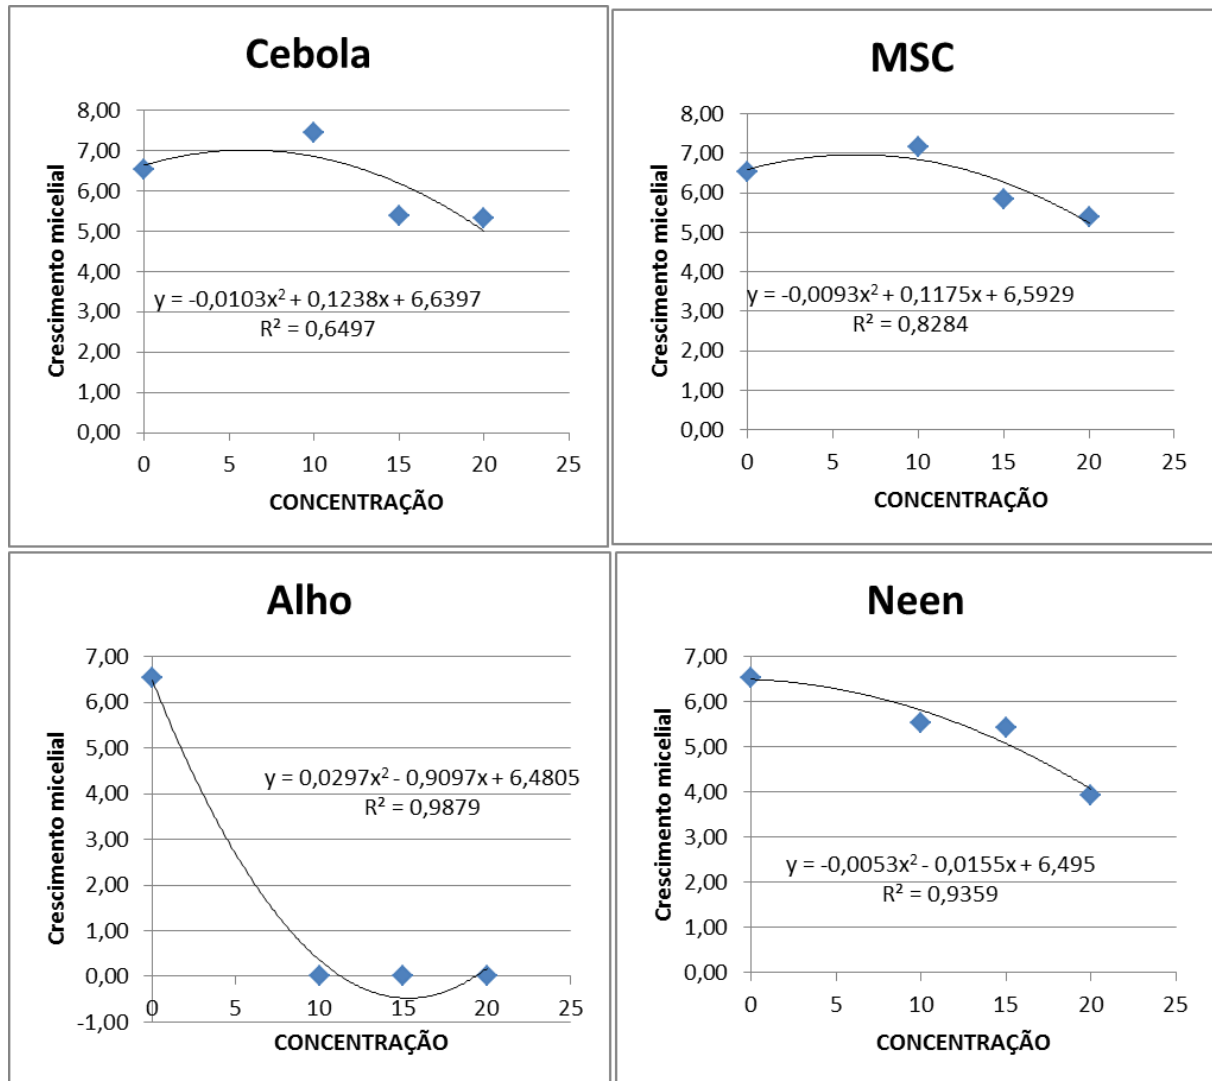 Cebola
8,00
7,00
6,00
5,00
4,00
3,00
2,00
1,00
0,00
Crescimento micelial
y = -0,0103x² + 0,1238x + 6,6397
R² = 0,6497
0 5 10 15 20 25
CONCENTRAÇÃO
MSC
8,00
7,00
6,00
5,00
4,00
3,00
2,00
1,00
0,00
Crescimento micelial
y = -0,0093x² + 0,1175x + 6,5929
R² = 0,8284
0 5 10 15 20 25
CONCENTRAÇÃO
Alho
7,00
6,00
5,00
4,00
3,00
2,00
1,00
0,00
-1,00
Crescimento micelial
y = 0,0297x² - 0,9097x + 6,4805
R² = 0,9879
0 5 10 15 20 25
CONCENTRAÇÃO
Neen
7,00
6,00
5,00
4,00
3,00
2,00
1,00
0,00
Crescimento micelial
y = -0,0053x² - 0,0155x + 6,495
R² = 0,9359
0 5 10 15 20 25
CONCENTRAÇÃO